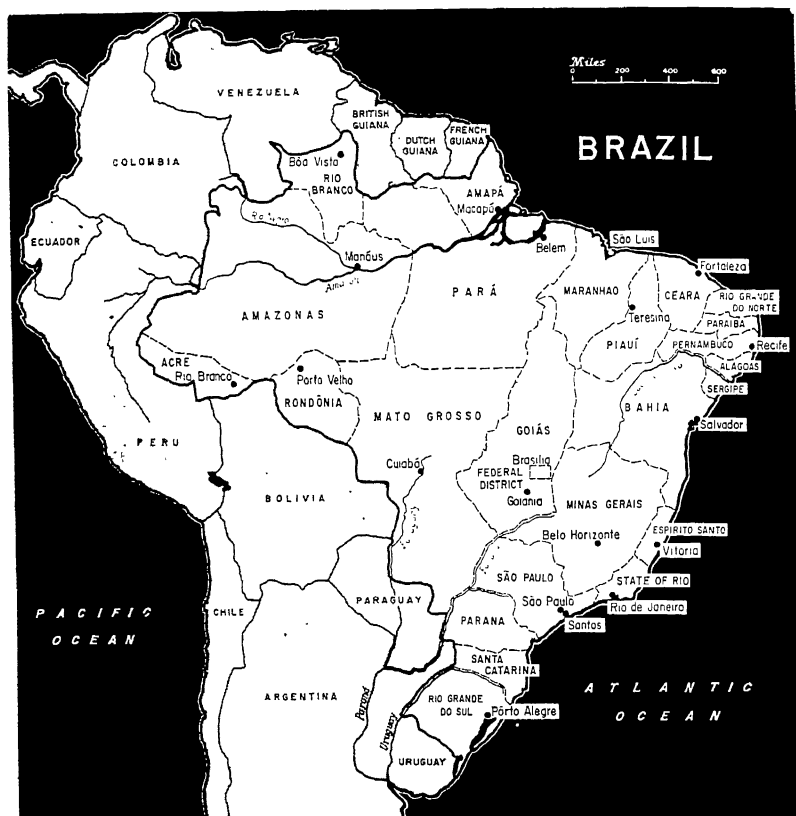 Miles
0 200 400 600
BRAZIL
VENEZUELA
BRITISH
GUIANA
DUTCH
GUIANA
FRENCH
GUIANA
COLOMBIA
Bôa Vista
RIO
BRANCO
AMAPÁ
Macapá
ECUADOR
Manáus
Belem
São Luis
Fortaleza
AMAZONAS
PARÁ
MARANHAO
CEARA
RIO GRANDE
DO NORTE
Teresina
PARAIBA
PIAUÍ
PERNAMBUCO
Recife
ALAGOAS
SERGIPE
ACRE
Rio Branco
Porto Velho
RONDÔNIA
MATO GROSSO
GOIÁS
BAHIA
Salvador
PERU
Cuiabá
Brasília
FEDERAL
DISTRICT
Goiania
BOLIVIA
MINAS GERAIS
ESPIRITO SANTO
Belo Horizonte
Vitoria
SÃO PAULO
STATE OF RIO
PARAGUAY
São Paulo
Rio de Janeiro
Santos
CHILE
PARANA
PACIFIC
OCEAN
SANTA
CATARINA
ARGENTINA
Paraná
Uruguay
RIO GRANDE
DO SUL
Pôrto Alegre
ATLANTIC
OCEAN
URUGUAY